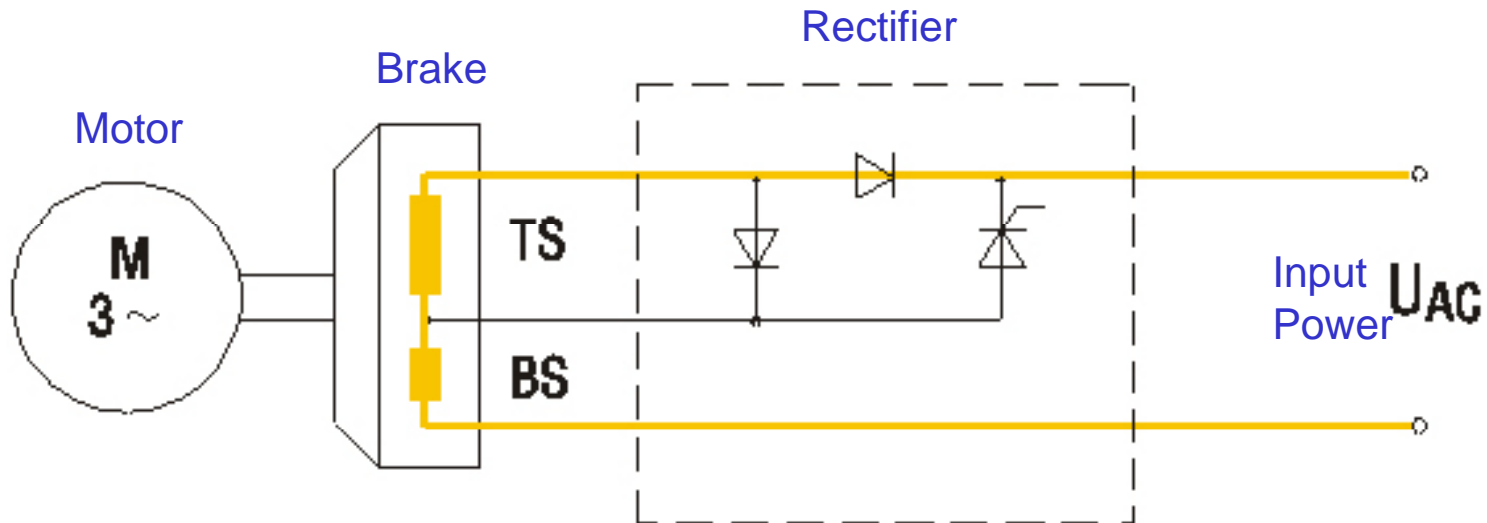 Rectifier
Brake
Motor
M
3 ~
TS
BS
Input
Power
UAC